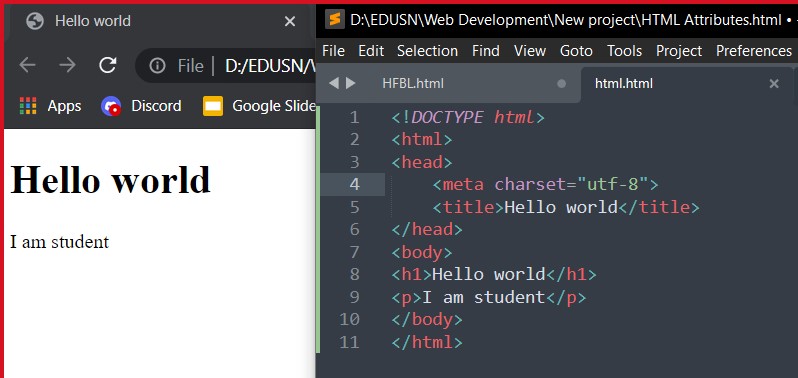 Hello world
File | D:/EDUSN/
Apps Discord Google Slide
Hello world
I am student
D:\EDUSN\Web Development\New project\HTML Attributes.html •
File Edit Selection Find View Goto Tools Project Preferences
HFBL.html html.html
1 <!DOCTYPE html>
2 <html>
3 <head>
4 <meta charset="utf-8">
5 <title>Hello world</title>
6 </head>
7 <body>
8 <h1>Hello world</h1>
9 <p>I am student</p>
10 </body>
11 </html>